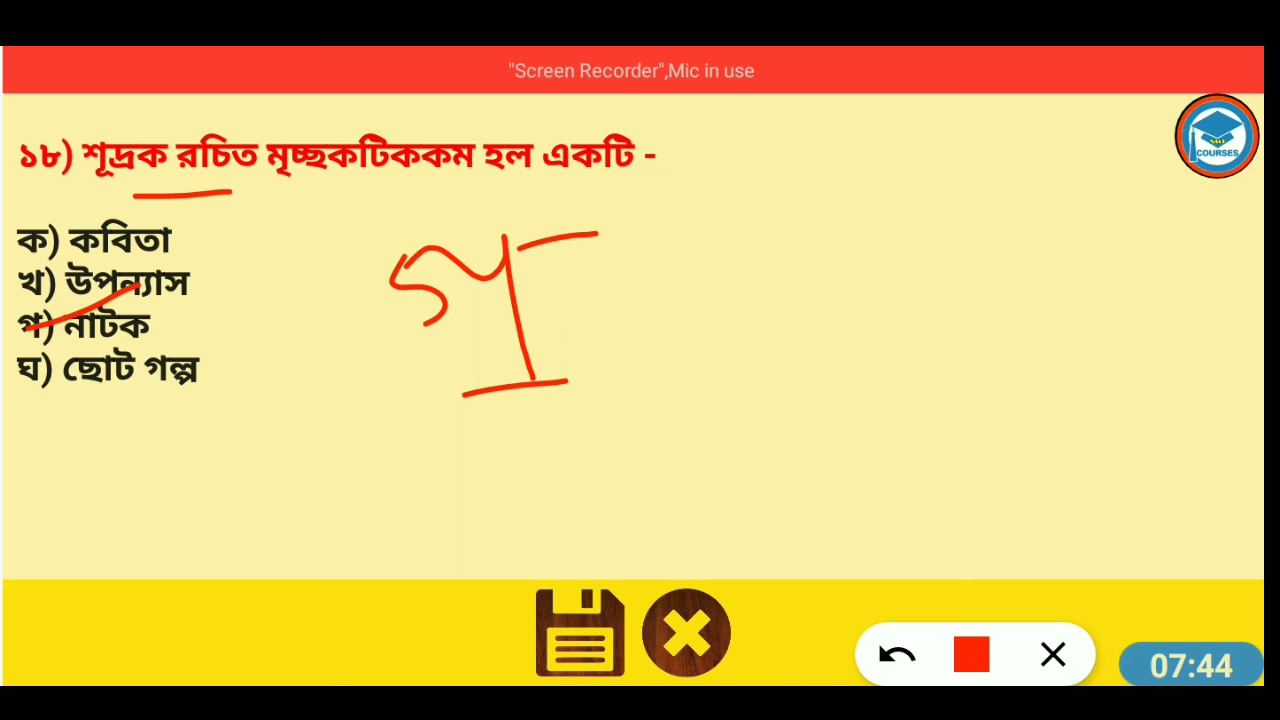 "Screen Recorder",Mic in use
১৮) শূদ্রক রচিত মৃচ্ছকটিককম হল একটি -
COURSES
ক) কবিতা
খ) উপন্যাস
গ) নাটক
ঘ) ছোট গল্প
07:44